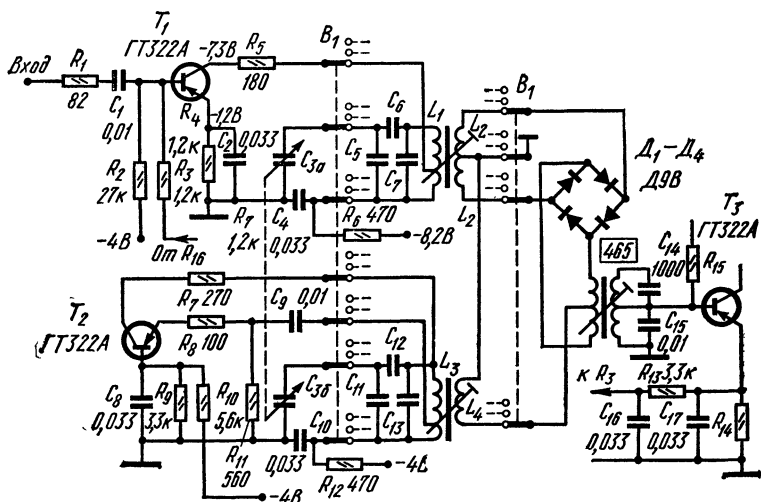 T₁
ГТ322А
Вход
R₁
82
C₁
0,01
-7,3В
R₅
180
R₄
-1,2В
1,2к
C₂
0,033
R₂
27к
R₃
1,2к
-4В
От R₁₆
C₃ₐ
R₇
1,2к
C₄
0,033
B₁
C₆
C₅
C₇
L₁
R₆ 470
-8,2В
L₂
L₂
B₁
Д₁-Д₄
Д9В
T₃
ГТ322А
465
C₁₄
1000
R₁₅
C₁₅
0,01
T₂
ГТ322А
R₇ 270
C₉
0,01
R₈
100
C₈
0,033
R₉
3,3к
R₁₀
5,6к
R₁₁
560
C₃б
C₁₀
0,033
-4В
R₁₂ 470
-4В
C₁₂
C₁₁
C₁₃
L₃
L₄
к R₃
R₁₃
3,3к
C₁₆
0,033
C₁₇
0,033
R₁₄